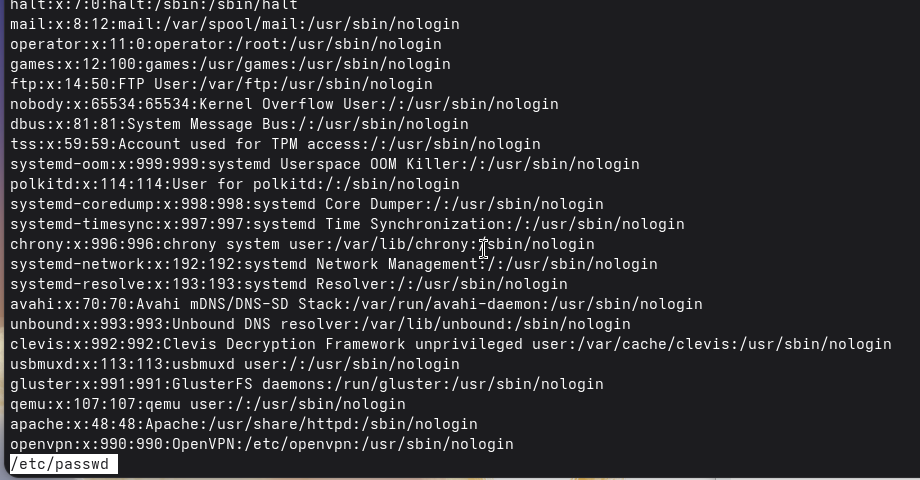 halt:x:7:0:halt:/sbin:/sbin/halt
mail:x:8:12:mail:/var/spool/mail:/usr/sbin/nologin
operator:x:11:0:operator:/root:/usr/sbin/nologin
games:x:12:100:games:/usr/games:/usr/sbin/nologin
ftp:x:14:50:FTP User:/var/ftp:/usr/sbin/nologin
nobody:x:65534:65534:Kernel Overflow User:/:/usr/sbin/nologin
dbus:x:81:81:System Message Bus:/:/usr/sbin/nologin
tss:x:59:59:Account used for TPM access:/:/usr/sbin/nologin
systemd-oom:x:999:999:systemd Userspace OOM Killer:/:/usr/sbin/nologin
polkitd:x:114:114:User for polkitd:/:/sbin/nologin
systemd-coredump:x:998:998:systemd Core Dumper:/:/usr/sbin/nologin
systemd-timesync:x:997:997:systemd Time Synchronization:/:/usr/sbin/nologin
chrony:x:996:996:chrony system user:/var/lib/chrony:/sbin/nologin
systemd-network:x:192:192:systemd Network Management:/:/usr/sbin/nologin
systemd-resolve:x:193:193:systemd Resolver:/:/usr/sbin/nologin
avahi:x:70:70:Avahi mDNS/DNS-SD Stack:/var/run/avahi-daemon:/usr/sbin/nologin
unbound:x:993:993:Unbound DNS resolver:/var/lib/unbound:/sbin/nologin
clevis:x:992:992:Clevis Decryption Framework unprivileged user:/var/cache/clevis:/usr/sbin/nologin
usbmuxd:x:113:113:usbmuxd user:/:/usr/sbin/nologin
gluster:x:991:991:GlusterFS daemons:/run/gluster:/usr/sbin/nologin
qemu:x:107:107:qemu user:/:/usr/sbin/nologin
apache:x:48:48:Apache:/usr/share/httpd:/sbin/nologin
openvpn:x:990:990:OpenVPN:/etc/openvpn:/usr/sbin/nologin
/etc/passwd